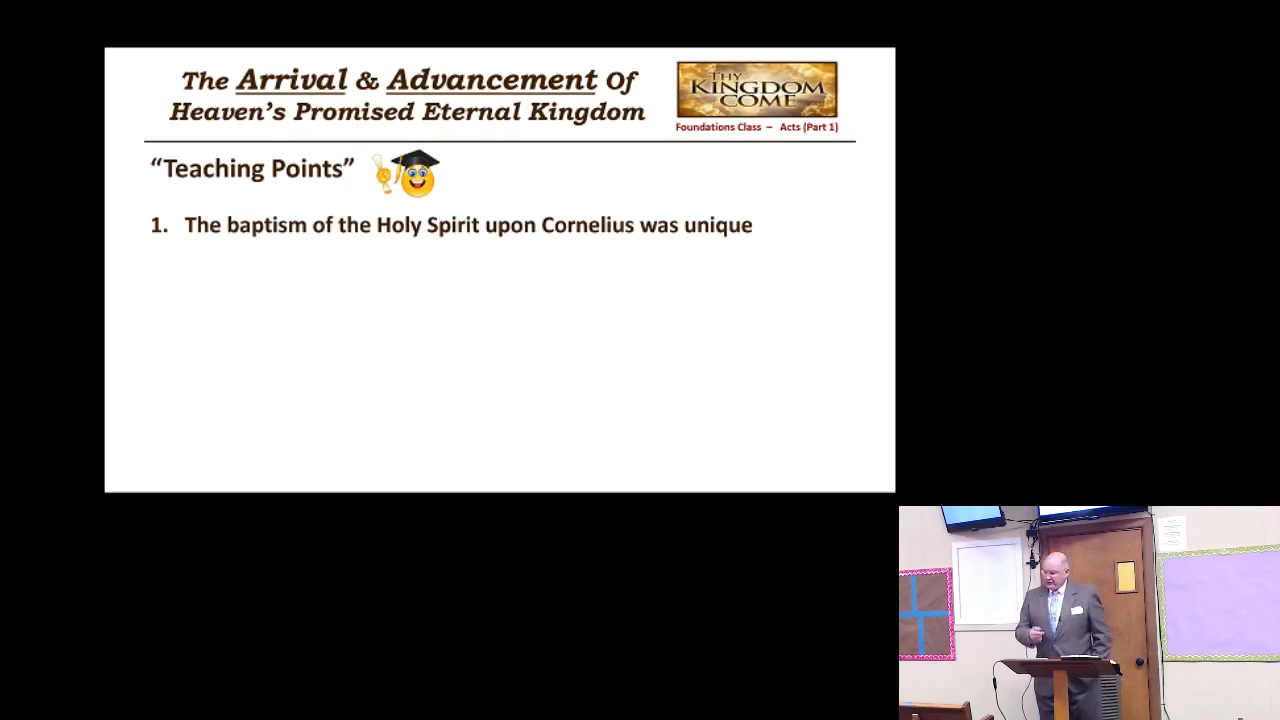 The Arrival & Advancement Of
Heaven's Promised Eternal Kingdom
THY
KINGDOM
COME
Foundations Class – Acts (Part 1)
“Teaching Points”
1. The baptism of the Holy Spirit upon Cornelius was unique